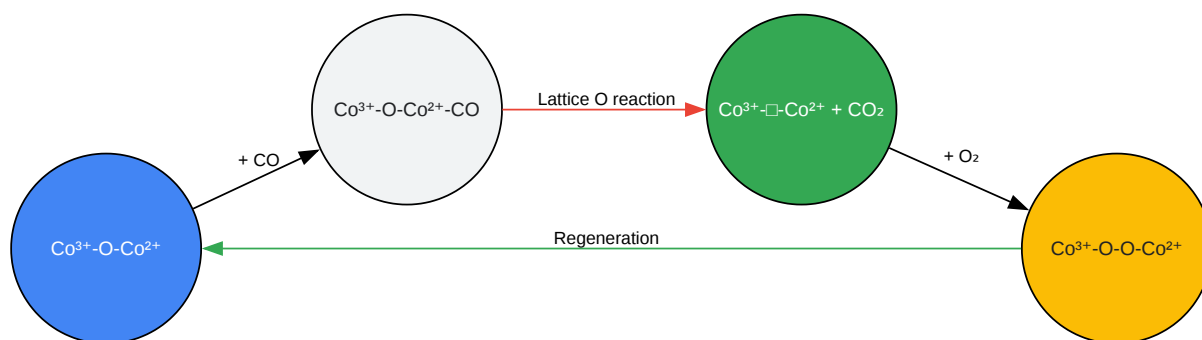 Co³⁺-O-Co²⁺-CO
Lattice O reaction
Co³⁺-□-Co²⁺ + CO₂
+ CO
+ O₂
Co³⁺-O-Co²⁺
Regeneration
Co³⁺-O-O-Co²⁺